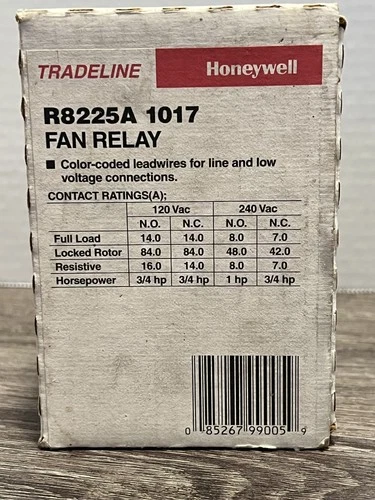 TRADELINE Honeywell
R8225A 1017
FAN RELAY
■ Color-coded leadwires for line and low
voltage connections.
CONTACT RATINGS(A);
120 Vac 240 Vac
N.O. N.C. N.O. N.C.
Full Load 14.0 14.0 8.0 7.0
Locked Rotor 84.0 84.0 48.0 42.0
Resistive 16.0 14.0 8.0 7.0
Horsepower 3/4 hp 3/4 hp 1 hp 3/4 hp
0 85267 99005 9